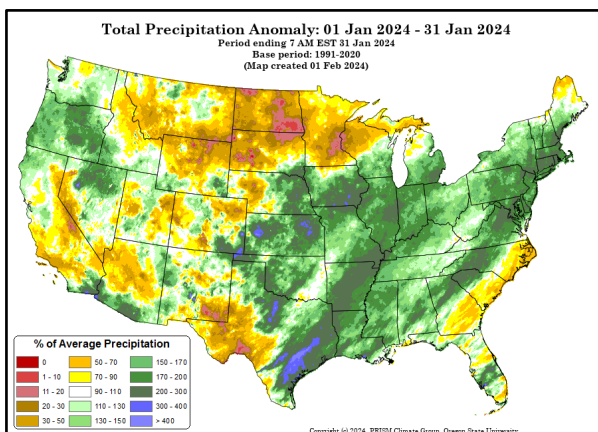 Total Precipitation Anomaly: 01 Jan 2024 - 31 Jan 2024
Period ending 7 AM EST 31 Jan 2024
Base period: 1991-2020
(Map created 01 Feb 2024)
% of Average Precipitation
0 50 - 70 150 - 170
1 - 10 70 - 90 170 - 200
11 - 20 90 - 110 200 - 300
20 - 30 110 - 130 300 - 400
30 - 50 130 - 150 > 400
Copyright (c) 2024, PRISM Climate Group, Oregon State University